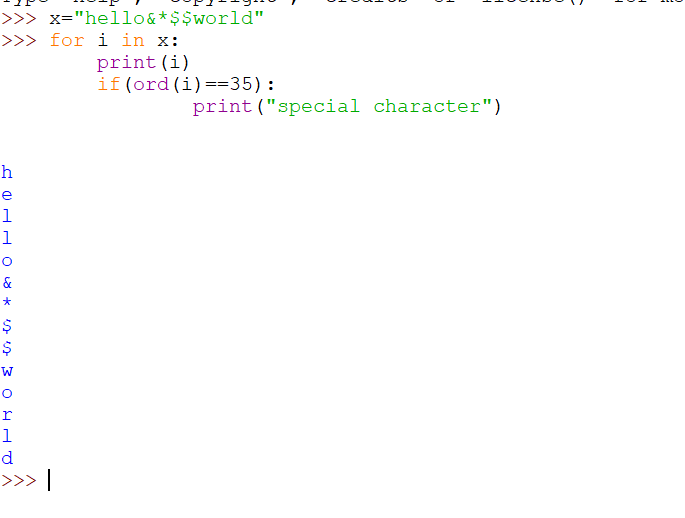 >>> x="hello&*$$world"
>>> for i in x:
        print(i)
        if(ord(i)==35):
                print("special character")
h
e
l
l
o
&
*
$
$
w
o
r
l
d
>>>